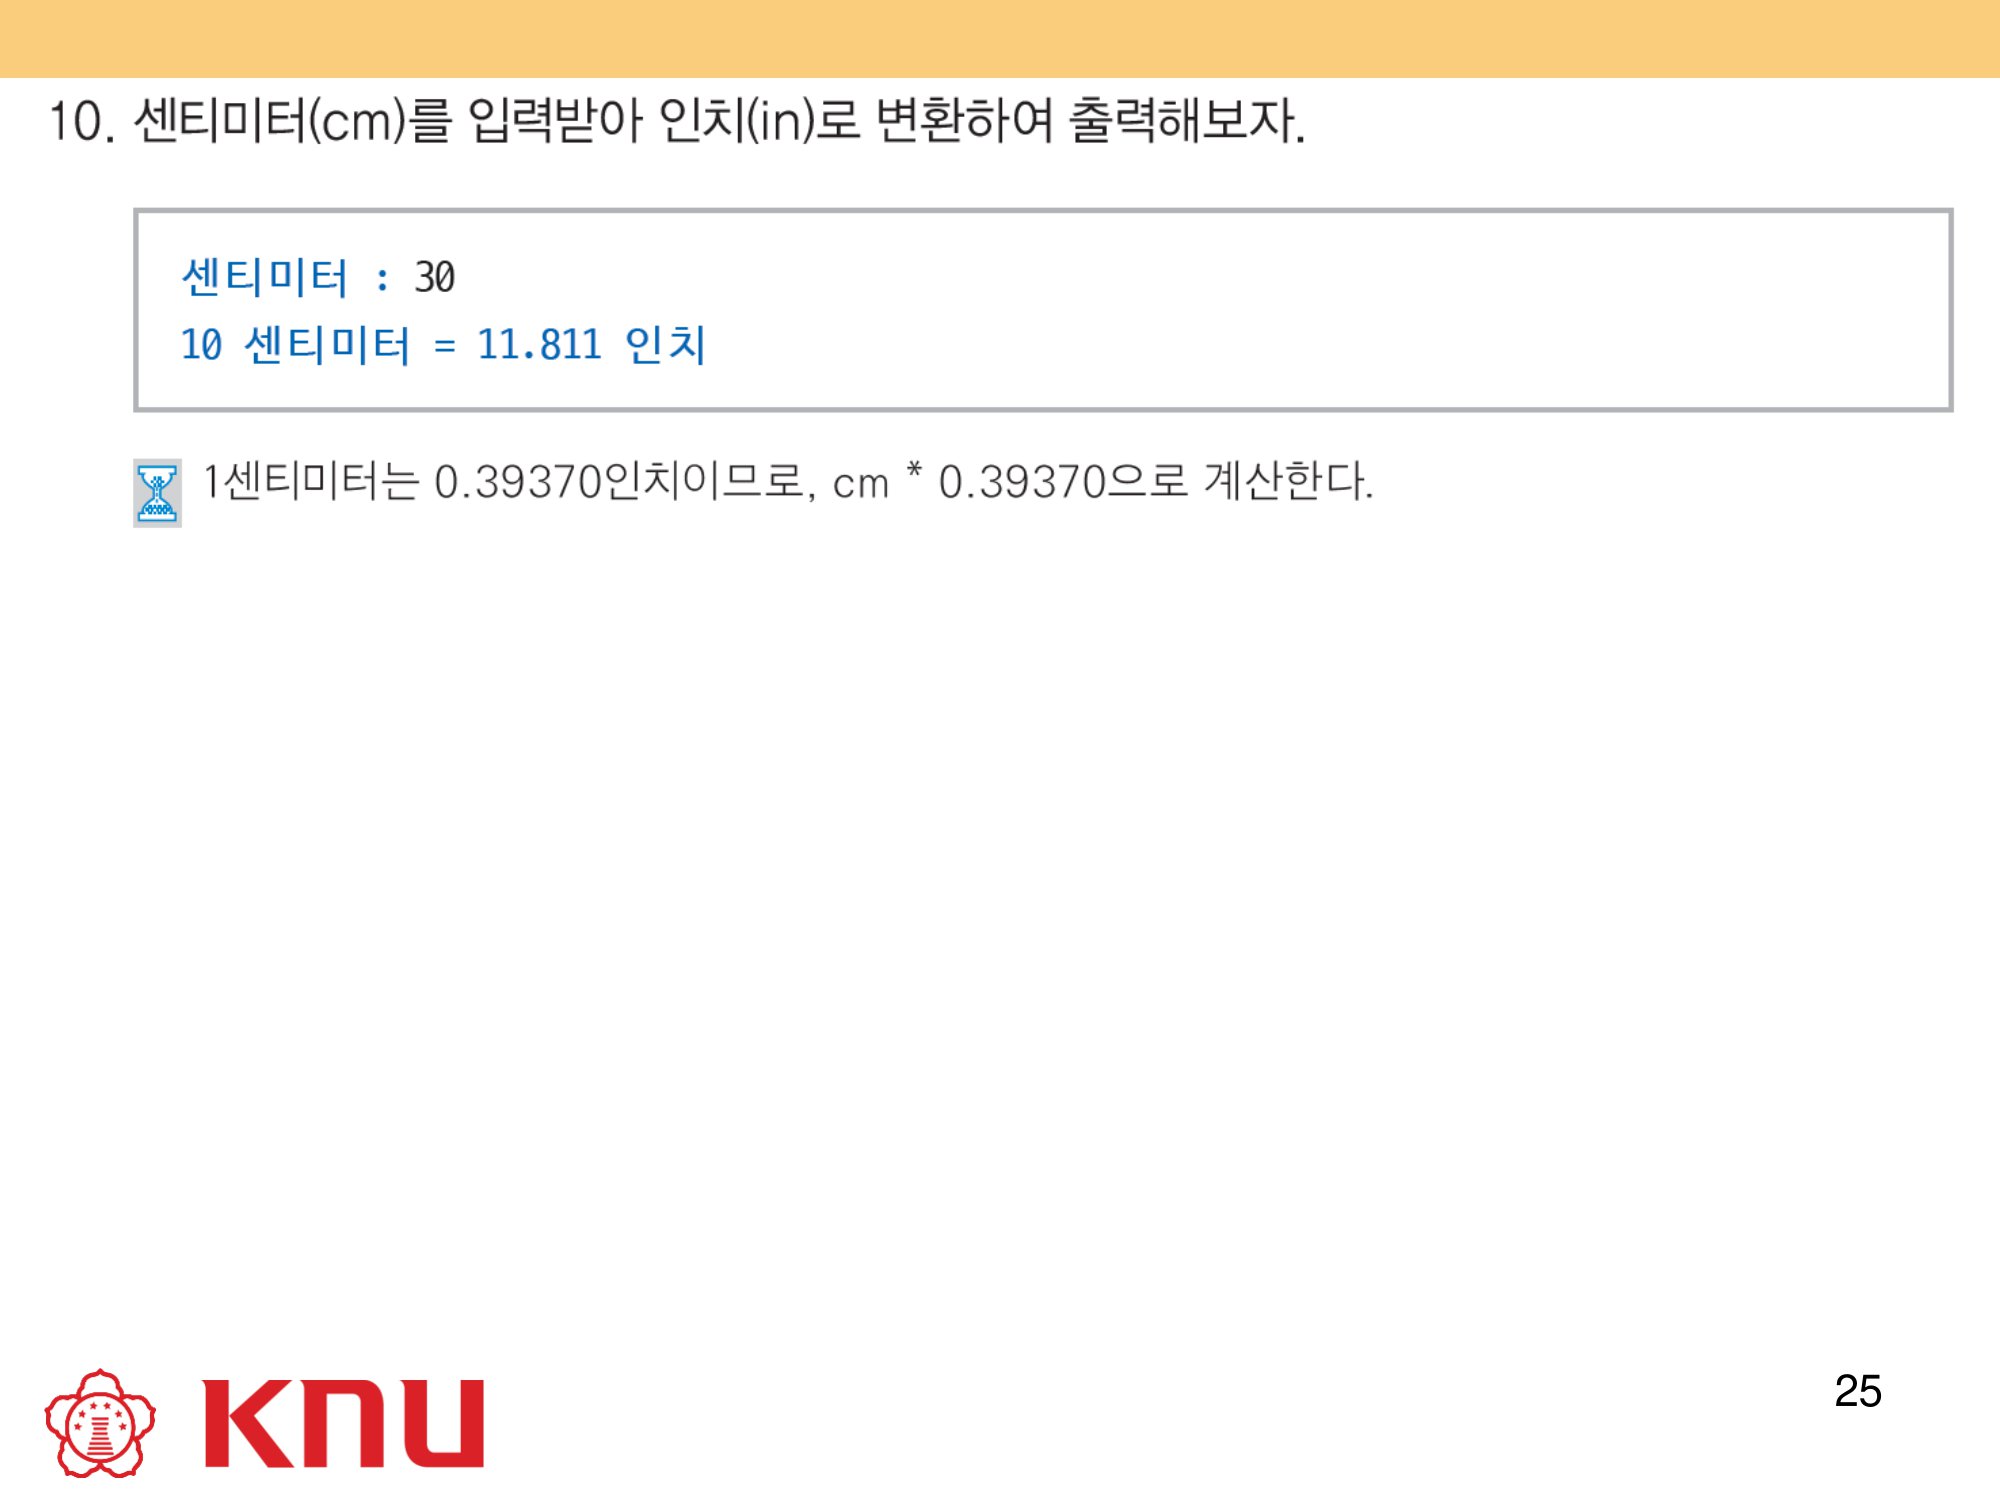 10. 센티미터(cm)를 입력받아 인치(in)로 변환하여 출력해보자.
센티미터 : 30
10 센티미터 = 11.811 인치
1센티미터는 0.39370인치이므로, cm * 0.39370으로 계산한다.
KNU
25